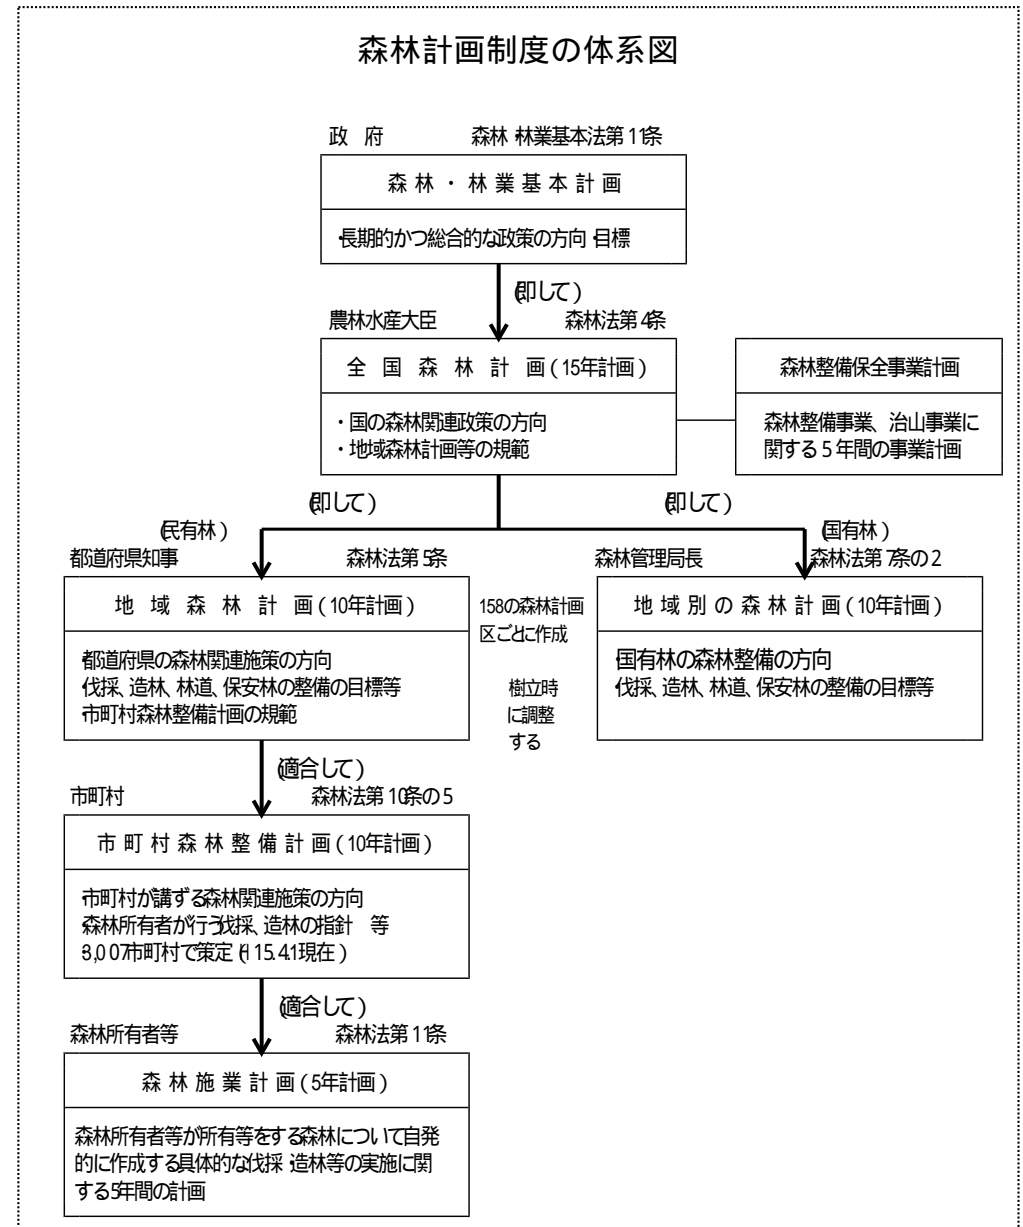 森林計画制度の体系図
政 府 森林・林業基本法第11条
森林・林業基本計画
・長期的かつ総合的な政策の方向・目標
(即して)
農林水産大臣 森林法第4条
全国森林計画(15年計画)
・国の森林関連政策の方向
・地域森林計画等の規範
森林整備保全事業計画
森林整備事業、治山事業に
関する5年間の事業計画
(即して) (即して)
(民有林) (国有林)
都道府県知事 森林法第5条
地域森林計画(10年計画)
・都道府県の森林関連施策の方向
・伐採、造林、林道、保安林の整備の目標等
・市町村森林整備計画の規範
158の森林計画
区ごとに作成
樹立時
に調整
する
森林管理局長 森林法第7条の2
地域別の森林計画(10年計画)
・国有林の森林整備の方向
・伐採、造林、林道、保安林の整備の目標等
(適合して)
市町村 森林法第10条の5
市町村森林整備計画(10年計画)
・市町村が講ずる森林関連施策の方向
・森林所有者が行う伐採、造林の指針 等
・3,007市町村で策定(H15.4.1現在)
(適合して)
森林所有者等 森林法第11条
森林施業計画(5年計画)
森林所有者等が所有等をする森林について自発
的に作成する具体的な伐採・造林等の実施に関
する5年間の計画